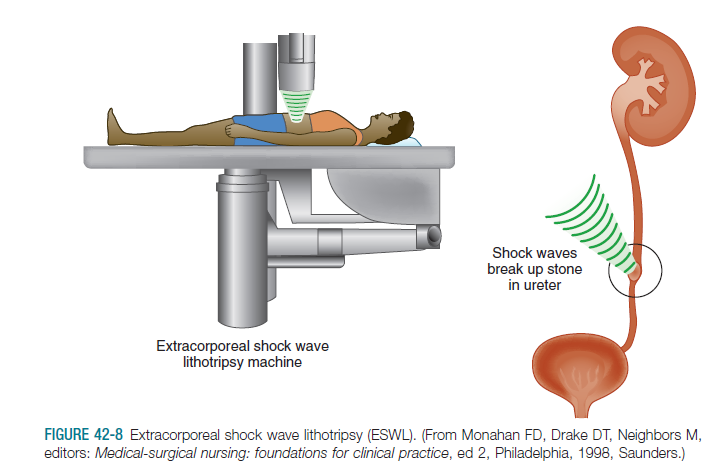 Shock waves
break up stone
in ureter
Extracorporeal shock wave
lithotripsy machine
FIGURE 42-8 Extracorporeal shock wave lithotripsy (ESWL). (From Monahan FD, Drake DT, Neighbors M,
editors: Medical-surgical nursing: foundations for clinical practice, ed 2, Philadelphia, 1998, Saunders.)